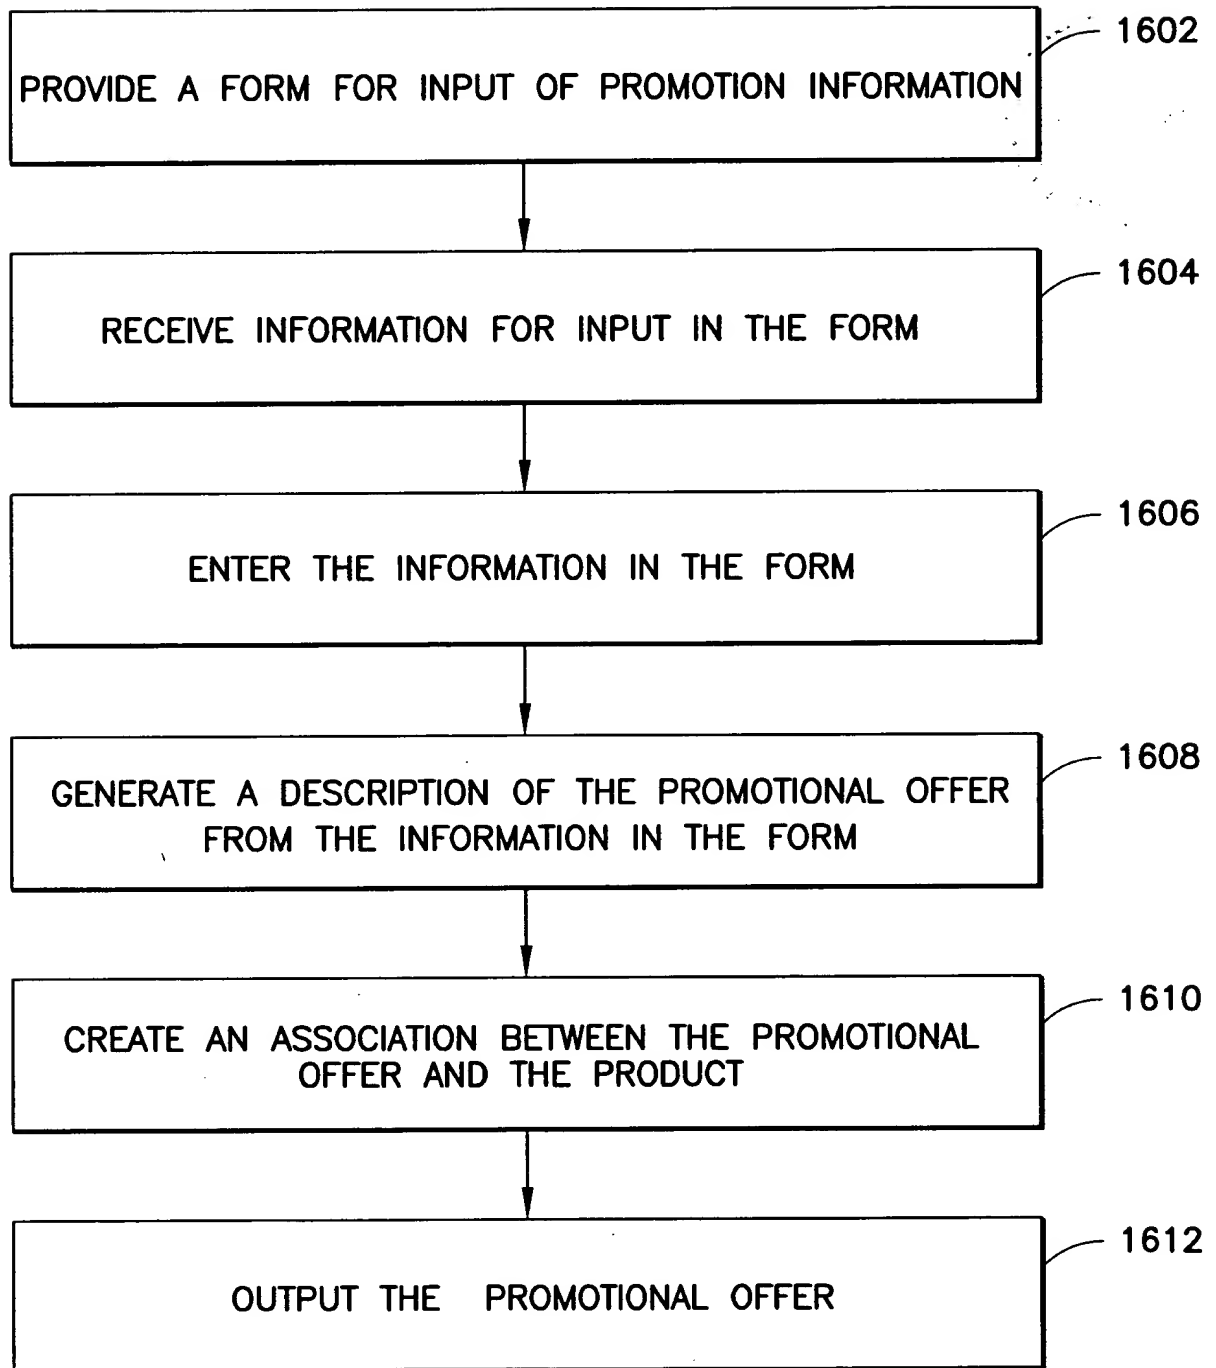 1602
PROVIDE A FORM FOR INPUT OF PROMOTION INFORMATION
1604
RECEIVE INFORMATION FOR INPUT IN THE FORM
1606
ENTER THE INFORMATION IN THE FORM
1608
GENERATE A DESCRIPTION OF THE PROMOTIONAL OFFER
FROM THE INFORMATION IN THE FORM
1610
CREATE AN ASSOCIATION BETWEEN THE PROMOTIONAL
OFFER AND THE PRODUCT
1612
OUTPUT THE PROMOTIONAL OFFER